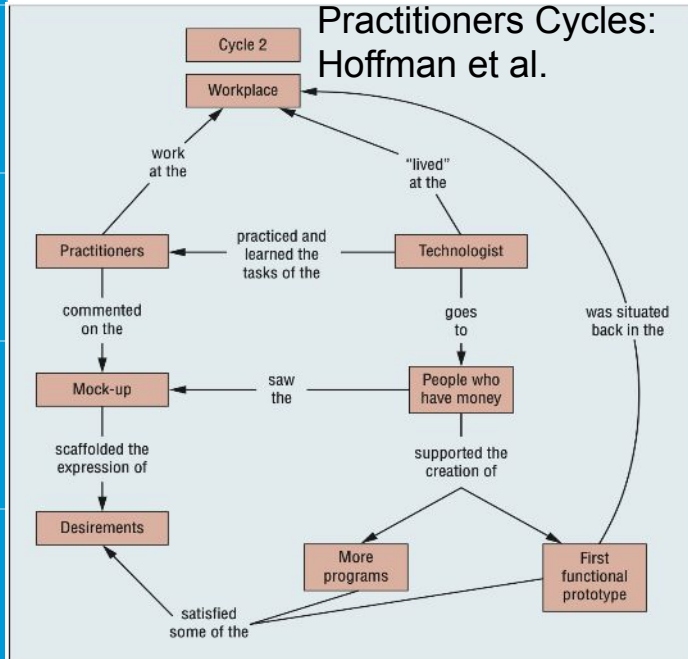 Practitioners Cycles:
Hoffman et al.
Cycle 2
Workplace
work
at the
"lived"
at the
Practitioners
practiced and
learned the
tasks of the
Technologist
commented
on the
goes
to
was situated
back in the
Mock-up
saw
the
People who
have money
scaffolded the
expression of
supported the
creation of
Desirements
More
programs
First
functional
prototype
satisfied
some of the